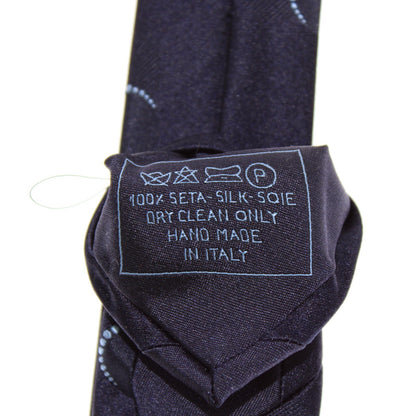 P
100% SETA-SILK-SOIE
DRY CLEAN ONLY
HAND MADE
IN ITALY